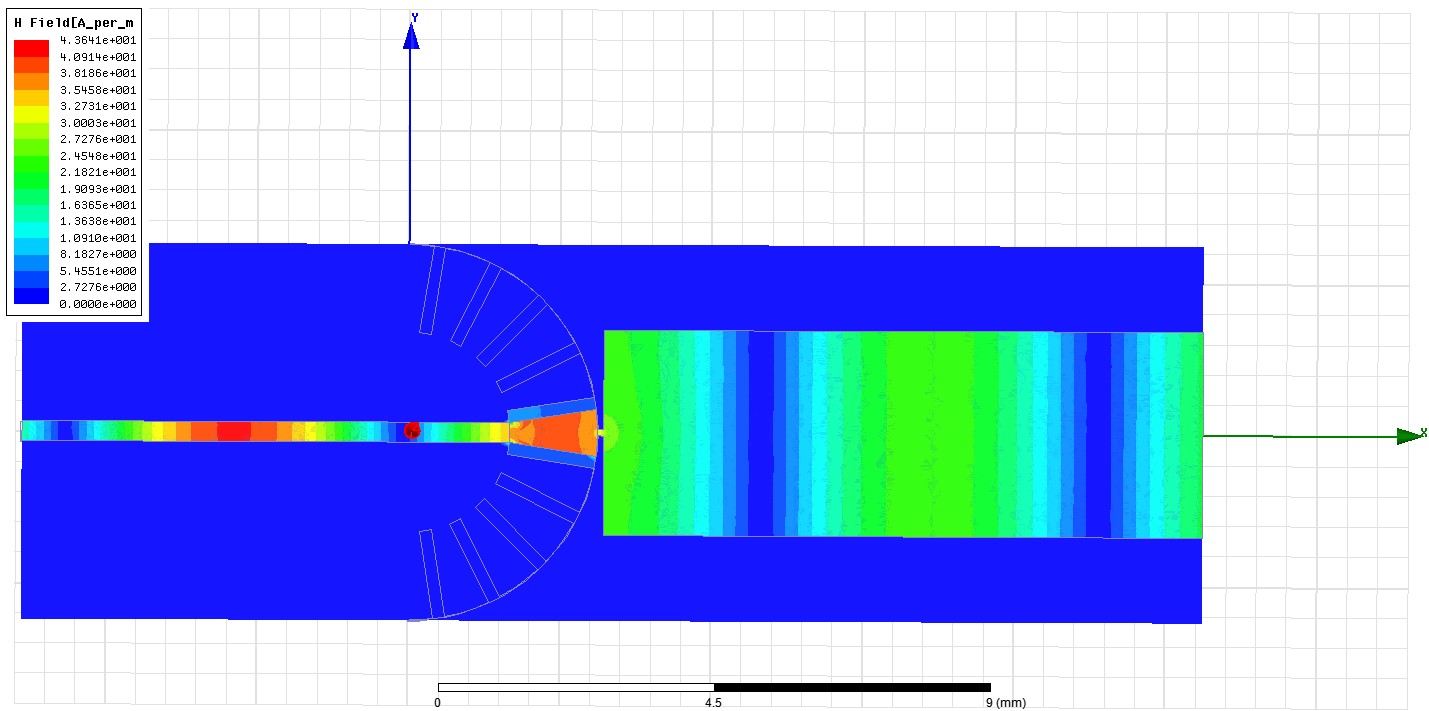 H Field[A_per_m
4.3641e+001
4.0914e+001
3.8186e+001
3.5458e+001
3.2731e+001
3.0003e+001
2.7276e+001
2.4548e+001
2.1821e+001
1.9093e+001
1.6365e+001
1.3638e+001
1.0910e+001
8.1827e+000
5.4551e+000
2.7276e+000
0.0000e+000
Y
X
0 4.5 9 (mm)